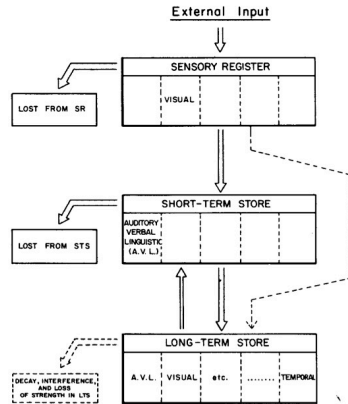 External Input
SENSORY REGISTER
VISUAL
LOST FROM SR
SHORT-TERM STORE
AUDITORY
VERBAL
LINGUISTIC
(A.V.L.)
LOST FROM STS
LONG-TERM STORE
A.V.L. VISUAL etc. ........ TEMPORAL
DECAY, INTERFERENCE,
AND LOSS
OF STRENGTH IN LTS